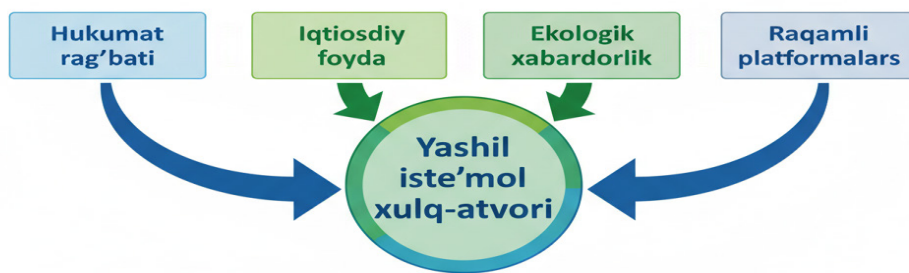 Hukumat
rag'bati
Iqtiosdiy
foyda
Ekologik
xabardorlik
Raqamli
platformalars
Yashil
iste'mol
xulq-atvori